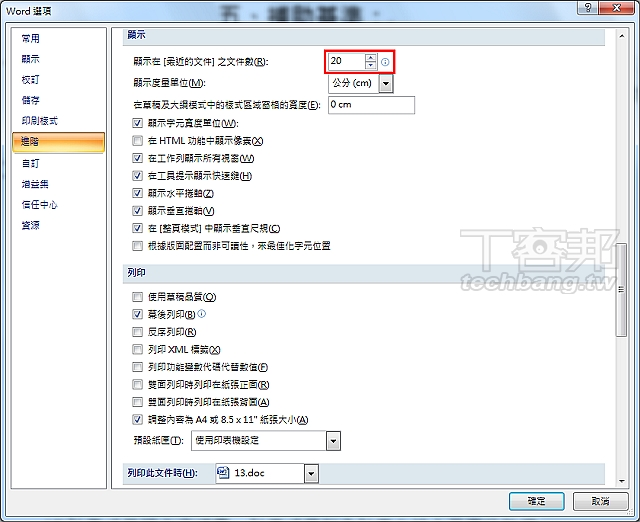 五、補助基準：
Word 選項
常用
顯示
校訂
儲存
印刷樣式
進階
自訂
增益集
信任中心
資源
顯示
顯示在 [最近的文件] 之文件數(R): 20
顯示度量單位(M): 公分 (cm)
在草稿及大綱模式中的樣式區域窗格的寬度(E): 0 cm
顯示字元寬度單位(W):
在 HTML 功能中顯示像素(X)
在工作列顯示所有視窗(W)
在工具提示顯示快速鍵(H)
顯示水平捲軸(Z)
顯示垂直捲軸(V)
在 [整頁模式] 中顯示垂直尺規(C)
根據版面配置而非可讀性，來最佳化字元位置
T客邦
techbang.tw
列印
使用草稿品質(Q)
幕後列印(B)
反序列印(R)
列印 XML 標籤(X)
列印功能變數代碼代替數值(F)
雙面列印時列印在紙張正面(R)
雙面列印時列印在紙張背面(A)
調整內容為 A4 或 8.5 x 11" 紙張大小(A)
預設紙匣(T): 使用印表機設定
列印此文件時(H): 13.doc
確定
取消